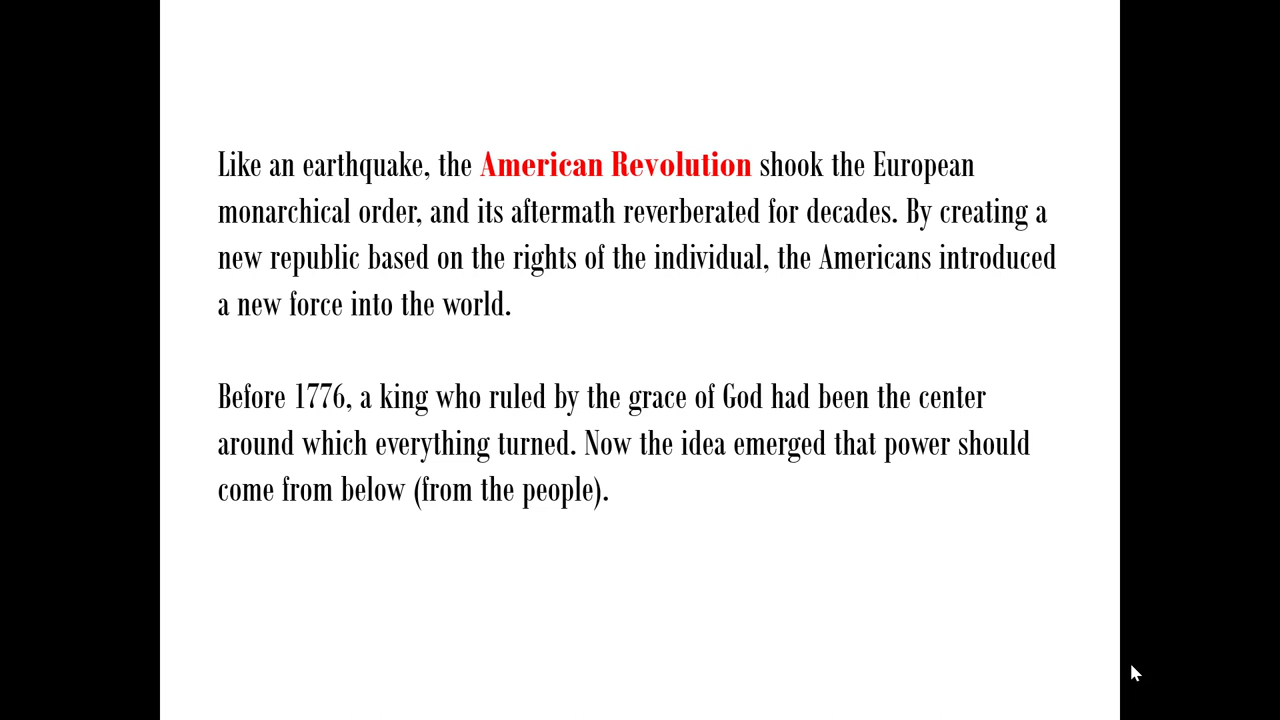 Like an earthquake, the American Revolution shook the European
monarchical order, and its aftermath reverberated for decades. By creating a
new republic based on the rights of the individual, the Americans introduced
a new force into the world.
Before 1776, a king who ruled by the grace of God had been the center
around which everything turned. Now the idea emerged that power should
come from below (from the people).